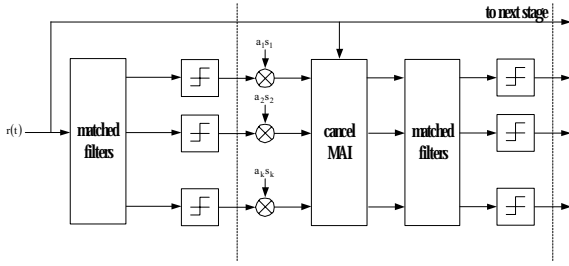 to next stage
a₁s₁
r(t)
matched
filters
a₂s₂
cancel
MAI
matched
filters
aₖsₖ